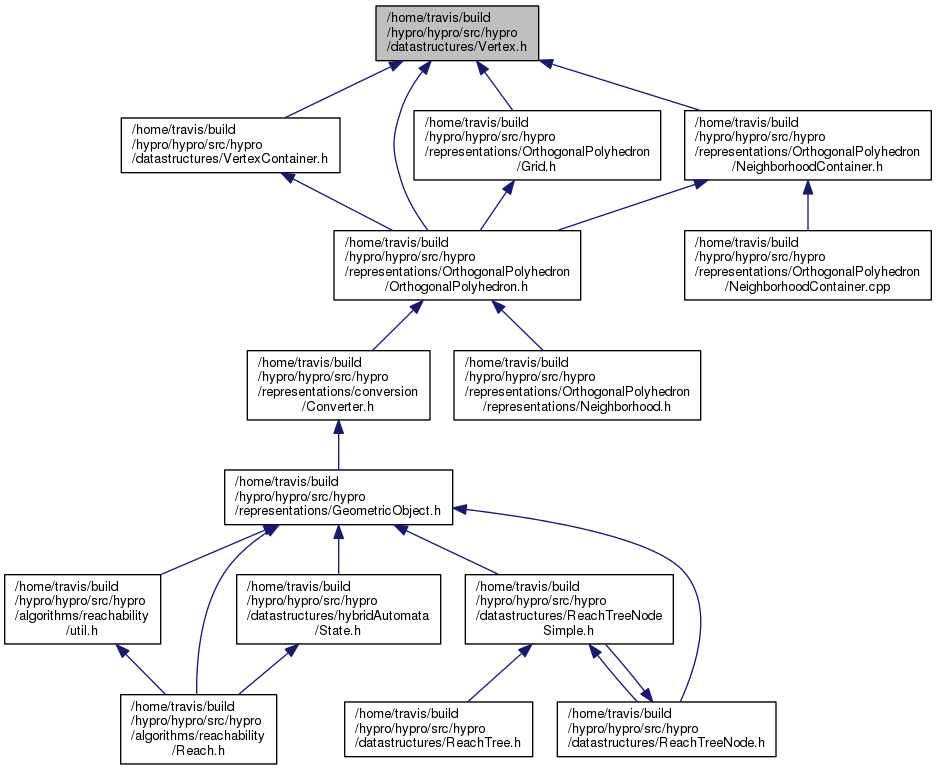 /home/travis/build
/hypro/hypro/src/hypro
/datastructures/Vertex.h
/home/travis/build
/hypro/hypro/src/hypro
/datastructures/VertexContainer.h
/home/travis/build
/hypro/hypro/src/hypro
/representations/OrthogonalPolyhedron
/Grid.h
/home/travis/build
/hypro/hypro/src/hypro
/representations/OrthogonalPolyhedron
/NeighborhoodContainer.h
/home/travis/build
/hypro/hypro/src/hypro
/representations/OrthogonalPolyhedron
/OrthogonalPolyhedron.h
/home/travis/build
/hypro/hypro/src/hypro
/representations/OrthogonalPolyhedron
/NeighborhoodContainer.cpp
/home/travis/build
/hypro/hypro/src/hypro
/representations/conversion
/Converter.h
/home/travis/build
/hypro/hypro/src/hypro
/representations/OrthogonalPolyhedron
/representations/Neighborhood.h
/home/travis/build
/hypro/hypro/src/hypro
/representations/GeometricObject.h
/home/travis/build
/hypro/hypro/src/hypro
/algorithms/reachability
/util.h
/home/travis/build
/hypro/hypro/src/hypro
/datastructures/hybridAutomata
/State.h
/home/travis/build
/hypro/hypro/src/hypro
/datastructures/ReachTreeNode
Simple.h
/home/travis/build
/hypro/hypro/src/hypro
/algorithms/reachability
/Reach.h
/home/travis/build
/hypro/hypro/src/hypro
/datastructures/ReachTree.h
/home/travis/build
/hypro/hypro/src/hypro
/datastructures/ReachTreeNode.h